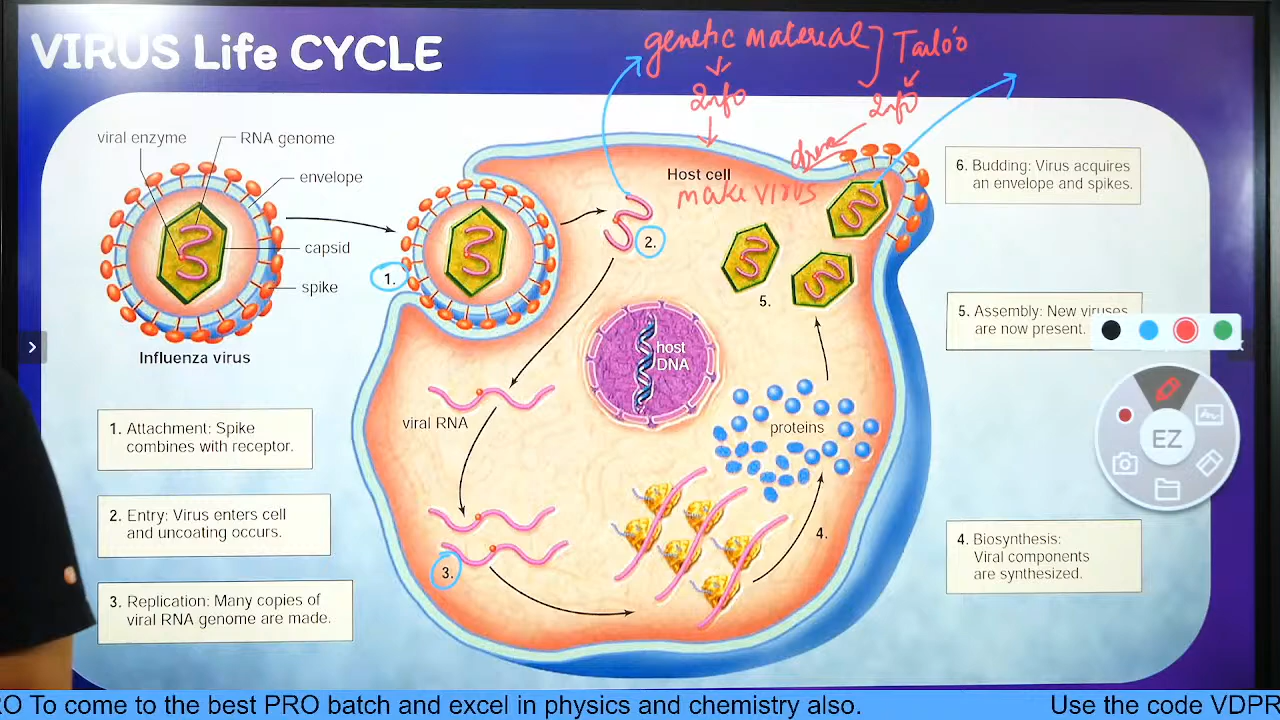 VIRUS Life CYCLE
genetic material
Info
Info
make virus
viral enzyme
RNA genome
envelope
capsid
spike
Influenza virus
Host cell
1.
2.
host
DNA
viral RNA
3.
proteins
4.
5.
6. Budding: Virus acquires
an envelope and spikes.
5. Assembly: New viruses
are now present.
EZ
1. Attachment: Spike
combines with receptor.
2. Entry: Virus enters cell
and uncoating occurs.
3. Replication: Many copies of
viral RNA genome are made.
4. Biosynthesis:
Viral components
are synthesized.
RO To come to the best PRO batch and excel in physics and chemistry also.
Use the code VDPR